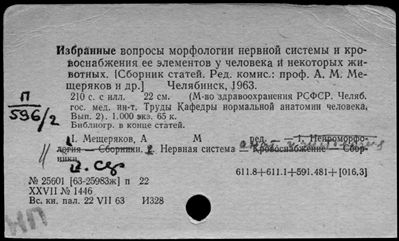 Избранные вопросы морфологии нервной системы и кро-
воснабжения ее элементов у человека и некоторых жи-
вотных. [Сборник статей. Ред. комис.: проф. А. М. Ме-
щеряков и др.] Челябинск, 1963.
210 с. с илл. 22 см. (М-во здравоохранения РСФСР. Челяб.
гос. мед. ин-т. Труды Кафедры нормальной анатомии человека,
Вып. 2). 1.000 экз. 65 к.
Библиогр. в конце статей.
П
596/2
I. Мещеряков, А М ред. — 1. Нейроморфо-
логия — Сборники. 2. Нервная система — Кровоснабжение — Сбор-
ники
611.8+611.1+591.481+[016,3]
№ 25601 [63-25983ж] п 22
XXVII № 1446
Вс. кн. пал. 22 VII 63 И328
НП